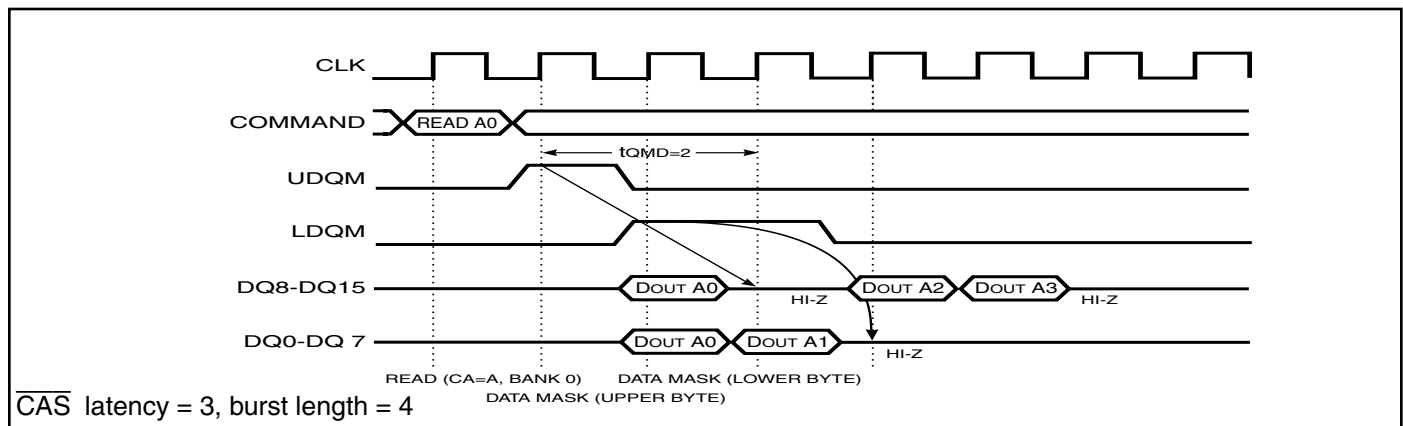 CLK
COMMAND
READ A0
tQMD=2
UDQM
LDQM
DQ8-DQ15
DOUT A0
HI-Z
DOUT A2
DOUT A3
HI-Z
DQ0-DQ 7
DOUT A0
DOUT A1
HI-Z
READ (CA=A, BANK 0)
DATA MASK (LOWER BYTE)
DATA MASK (UPPER BYTE)
CAS latency = 3, burst length = 4